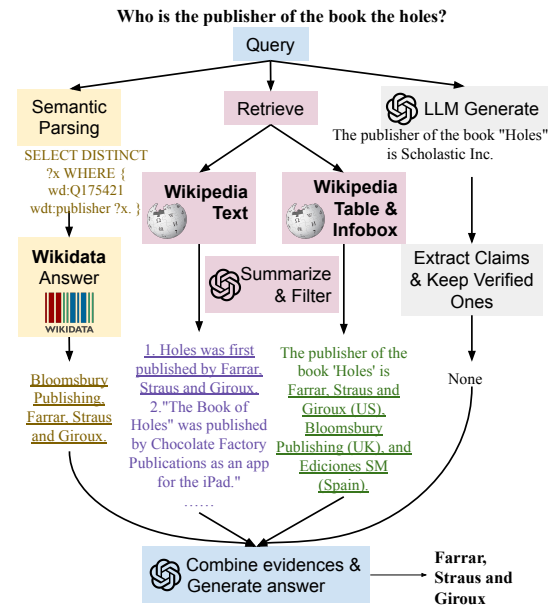 Who is the publisher of the book the holes?
Query
Semantic
Parsing
SELECT DISTINCT
?x WHERE {
wd:Q175421
wdt:publisher ?x. }
Wikidata
Answer
WIKIDATA
Bloomsbury
Publishing,
Farrar, Straus
and Giroux.
Retrieve
Wikipedia
Text
Wikipedia
Table &
Infobox
Summarize
& Filter
1. Holes was first
published by Farrar,
Straus and Giroux.
2."The Book of
Holes" was published
by Chocolate Factory
Publications as an app
for the iPad."
......
The publisher of the
book 'Holes' is
Farrar, Straus and
Giroux (US),
Bloomsbury
Publishing (UK), and
Ediciones SM
(Spain).
LLM Generate
The publisher of the book "Holes"
is Scholastic Inc.
Extract Claims
& Keep Verified
Ones
None
Combine evidences &
Generate answer
Farrar,
Straus and
Giroux